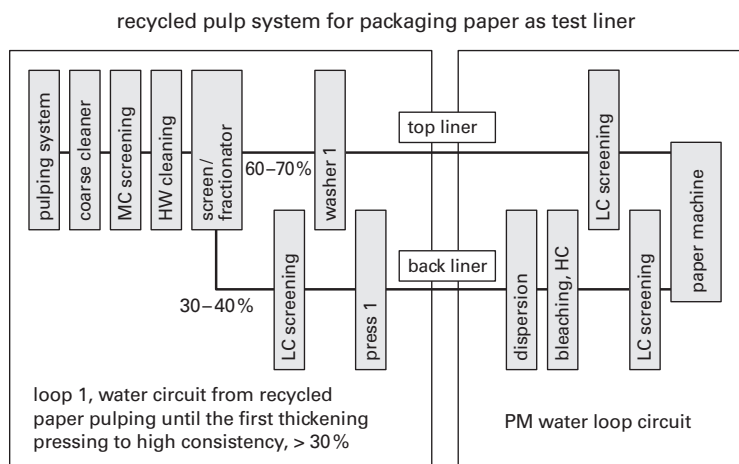 recycled pulp system for packaging paper as test liner
pulping system
coarse cleaner
MC screening
HW cleaning
screen/
fractionator
60–70%
washer 1
top liner
LC screening
paper machine
30–40%
LC screening
press 1
back liner
dispersion
bleaching, HC
LC screening
loop 1, water circuit from recycled
paper pulping until the first thickening
pressing to high consistency, > 30%
PM water loop circuit